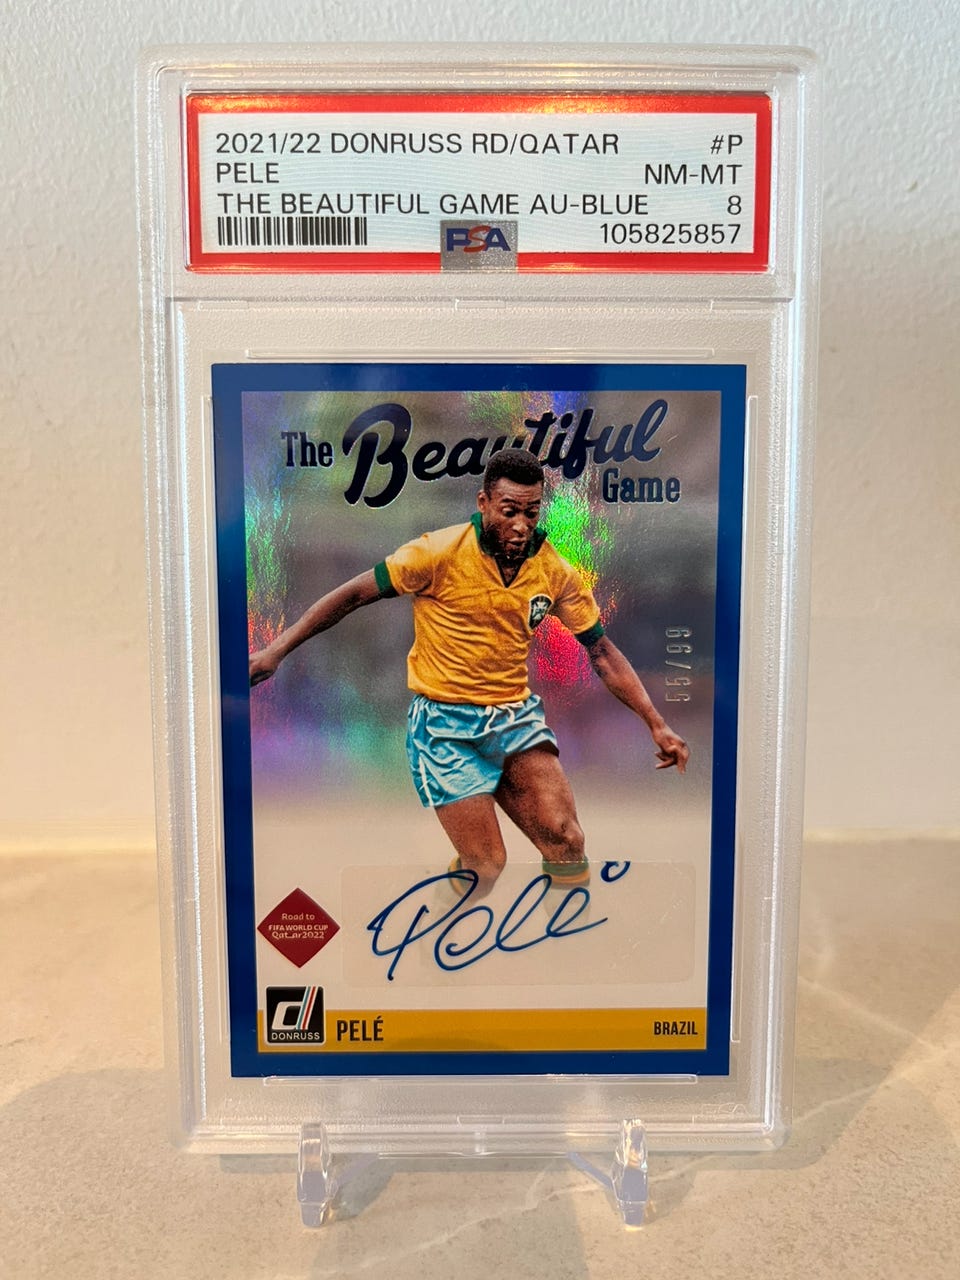 2021/22 DONRUSS RD/QATAR #P
PELE NM-MT
THE BEAUTIFUL GAME AU-BLUE 8
PSA 105825857
The Beautiful
Game
55/99
Pelé
Road to
FIFA WORLD CUP
Qatar2022
DONRUSS
PELÉ BRAZIL